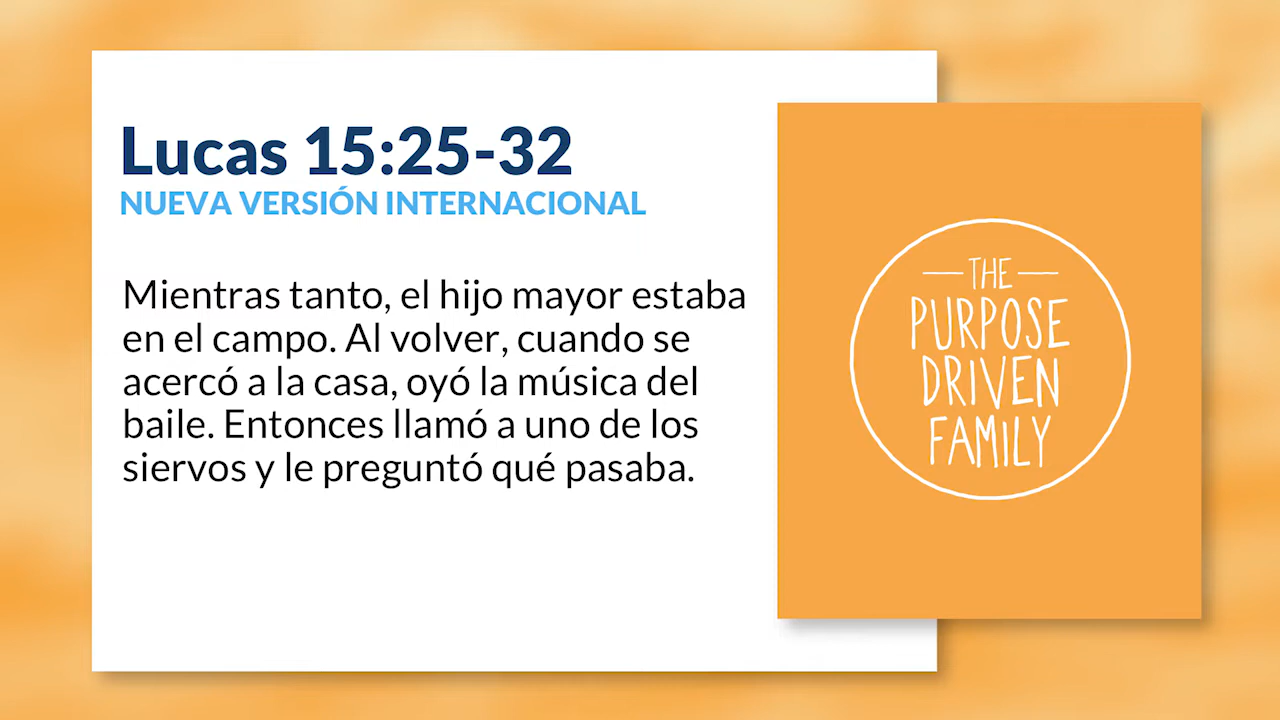 Lucas 15:25-32
NUEVA VERSIÓN INTERNACIONAL
Mientras tanto, el hijo mayor estaba
en el campo. Al volver, cuando se
acercó a la casa, oyó la música del
baile. Entonces llamó a uno de los
siervos y le preguntó qué pasaba.
THE
PURPOSE
DRIVEN
FAMILY